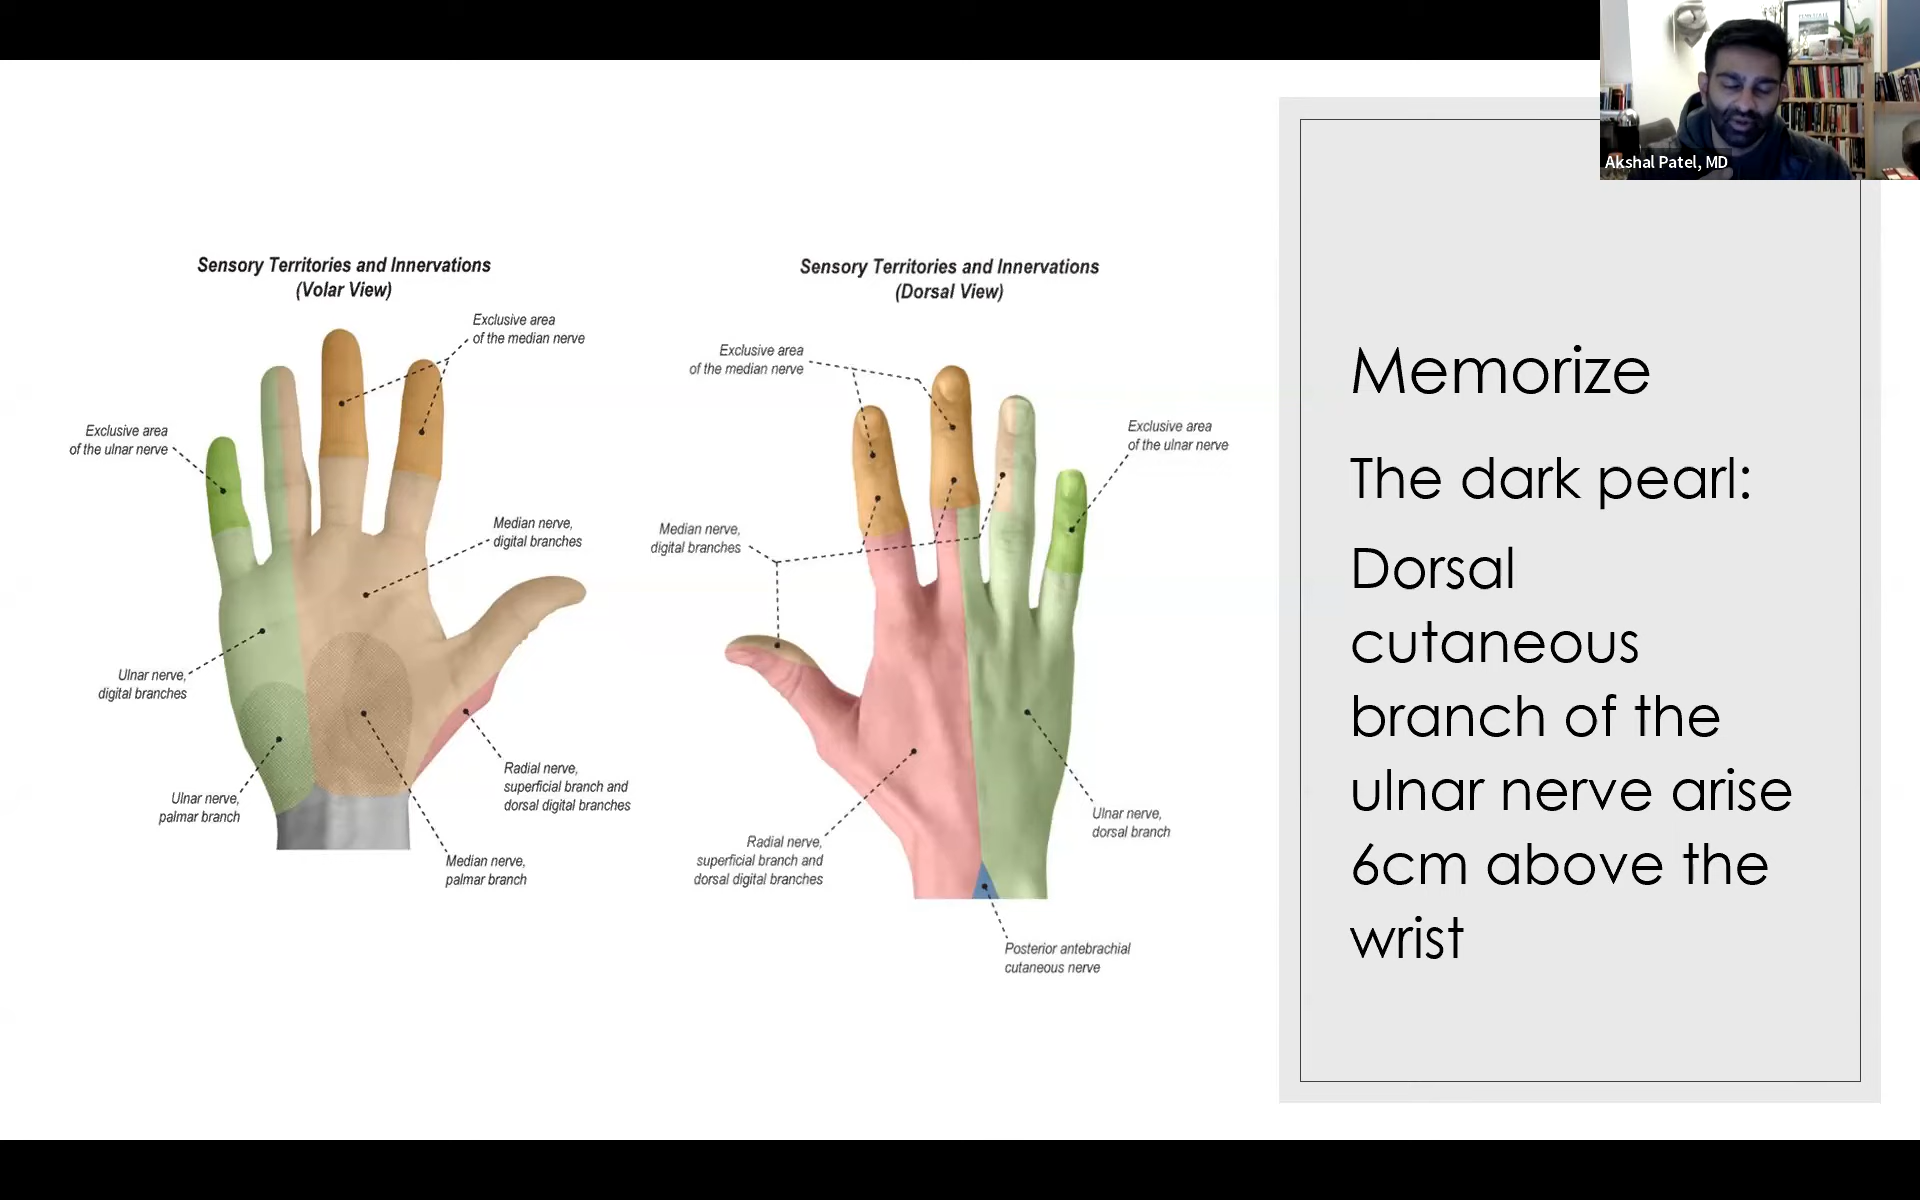 Akshal Patel, MD
Sensory Territories and Innervations
(Volar View)
Exclusive area
of the median nerve
Exclusive area
of the ulnar nerve
Median nerve,
digital branches
Ulnar nerve,
digital branches
Ulnar nerve,
palmar branch
Radial nerve,
superficial branch and
dorsal digital branches
Median nerve,
palmar branch
Sensory Territories and Innervations
(Dorsal View)
Exclusive area
of the median nerve
Exclusive area
of the ulnar nerve
Median nerve,
digital branches
Ulnar nerve,
dorsal branch
Radial nerve,
superficial branch and
dorsal digital branches
Posterior antebrachial
cutaneous nerve
Memorize
The dark pearl:
Dorsal
cutaneous
branch of the
ulnar nerve arise
6cm above the
wrist